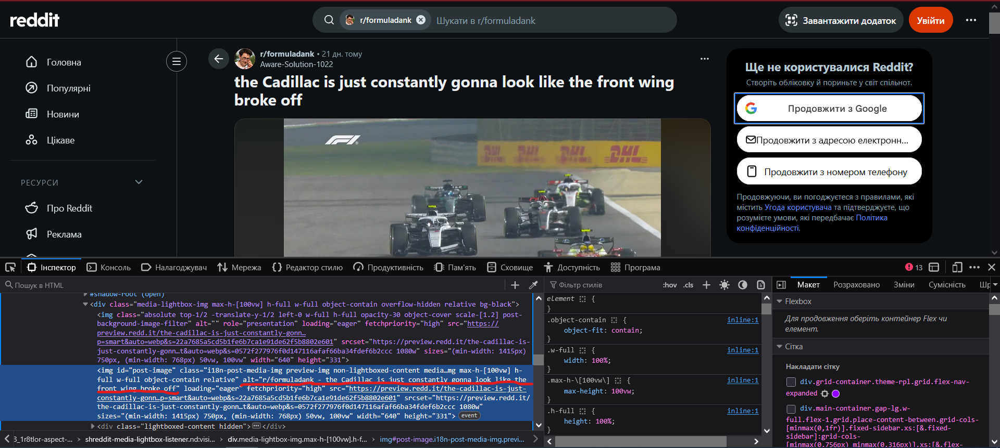 reddit
r/formuladank
Шукати в r/formuladank
Завантажити додаток
Увійти
Головна
Популярні
Новини
Цікаве
РЕСУРСИ
Про Reddit
Реклама
r/formuladank • 21 дн. тому
Aware-Solution-1022
the Cadillac is just constantly gonna look like the front wing
broke off
F1
DHL DHL DHL DHL
Ще не користувалися Reddit?
Створіть обліковку й пориньте у світ спільнот.
Продовжити з Google
Продовжити з адресою електронн...
Продовжити з номером телефону
Продовжуючи, ви погоджуєтеся з правилами, які
містить Угода користувача та підтверджуєте, що
розумієте умови, які передбачає Політика
конфіденційності.
Інспектор
Консоль
Налагоджувач
Мережа
Редактор стилю
Продуктивність
Пам'ять
Сховище
Доступність
Програма
13
Пошук в HTML
#shadow-root (open)
<div class="media-lightbox-img max-h-[100vw] h-full w-full object-contain overflow-hidden relative bg-black">
<img class="absolute top-1/2 -translate-y-1/2 left-0 w-full h-full opacity-30 object-cover scale-[1.2] post-
background-image-filter" alt="" role="presentation" loading="eager" fetchpriority="high" src="https://
preview.redd.it/the-cadillac-is-just-constantly-gonn…
p=smart&auto=webp&s=22a7685a5cd5b1fe6b7ca1e91de62f5b8802e601" srcset="https://preview.redd.it/the-cadillac-is-
just-constantly-gonn…t&auto=webp&s=0572f277976f0d147116afaf66ba34fdef6b2ccc 1080w" sizes="(min-width: 1415px)
750px, (min-width: 768px) 50vw, 100vw" width="640" height="331">
<img id="post-image" class="i18n-post-media-img preview-img non-lightboxed-content media…mg max-h-[100vw] h-
full w-full object-contain relative" alt="r/formuladank - the Cadillac is just constantly gonna look like the
front wing broke off" loading="eager" fetchpriority="high" src="https://preview.redd.it/the-cadillac-is-just-
constantly-gonn…p=smart&auto=webp&s=22a7685a5cd5b1fe6b7ca1e91de62f5b8802e601" srcset="https://preview.redd.it/
the-cadillac-is-just-constantly-gonn…t&auto=webp&s=0572f277976f0d147116afaf66ba34fdef6b2ccc 1080w"
sizes="(min-width: 1415px) 750px, (min-width: 768px) 50vw, 100vw" width="640" height="331"> event
<div class="lightboxed-content hidden">…</div>
3_1r8tlor-aspect-... > shreddit-media-lightbox-listener.nd:visi... > div.media-lightbox-img.max-h-[100vw].h-f... > img#post-image.i18n-post-media-img.previ...
Фільтр стилів
:hov .cls
element {
}
.object-contain { inline:1
object-fit: contain;
}
.w-full { inline:1
width: 100%;
}
.max-h-\[100vw\] { inline:1
max-height: 100vw;
}
.h-full { inline:1
height: 100%;
}
Макет
Розраховано
Зміни
Сумісність
Шр
Flexbox
Для продовження оберіть контейнер Flex чи
елемент.
Сітка
Накладати сітку
div.grid-container.theme-rpl.grid.flex-nav-
expanded
div.main-container.gap-lg.w-
full.flex-1.grid.place-content-between.grid-cols-
[minmax(0,1fr)].fixed-sidebar.xs:[&.fixed-
sidebar]:grid-cols-
[minmax(0,756px)_minmax(0,316px)].xs:[&.flex-